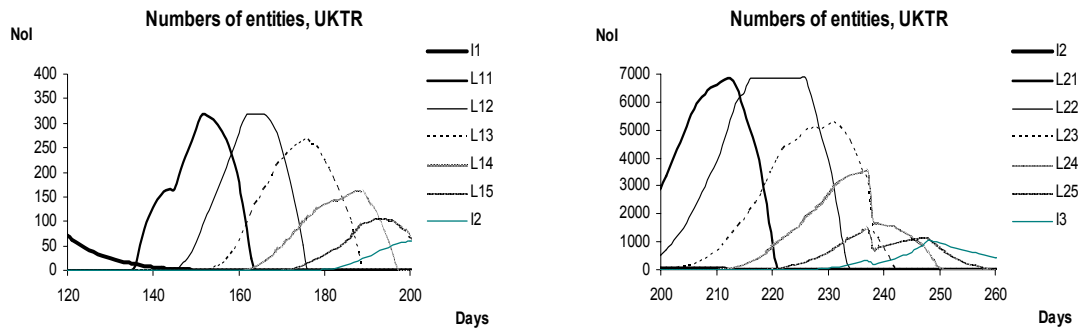 Numbers of entities, UKTR
NoI
400
350
300
250
200
150
100
50
0
120
140
160
180
200
Days
I1
L11
L12
L13
L14
L15
I2
Numbers of entities, UKTR
NoI
7000
6000
5000
4000
3000
2000
1000
0
200
210
220
230
240
250
260
Days
I2
L21
L22
L23
L24
L25
I3